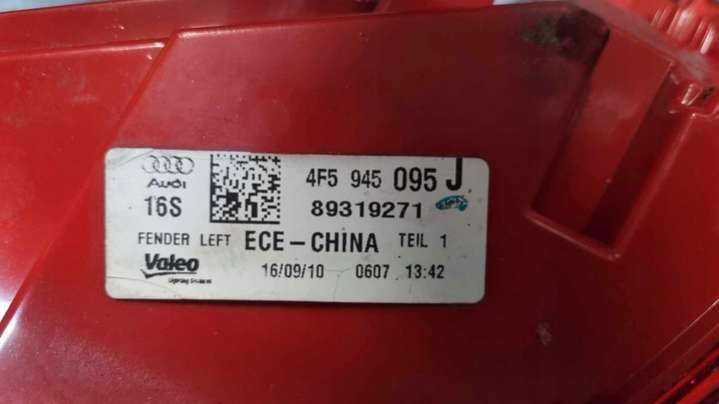 4F5 945 095 J
Audi
16S 89319271
FENDER LEFT ECE-CHINA TEIL 1
Valeo 16/09/10 0607 13:42